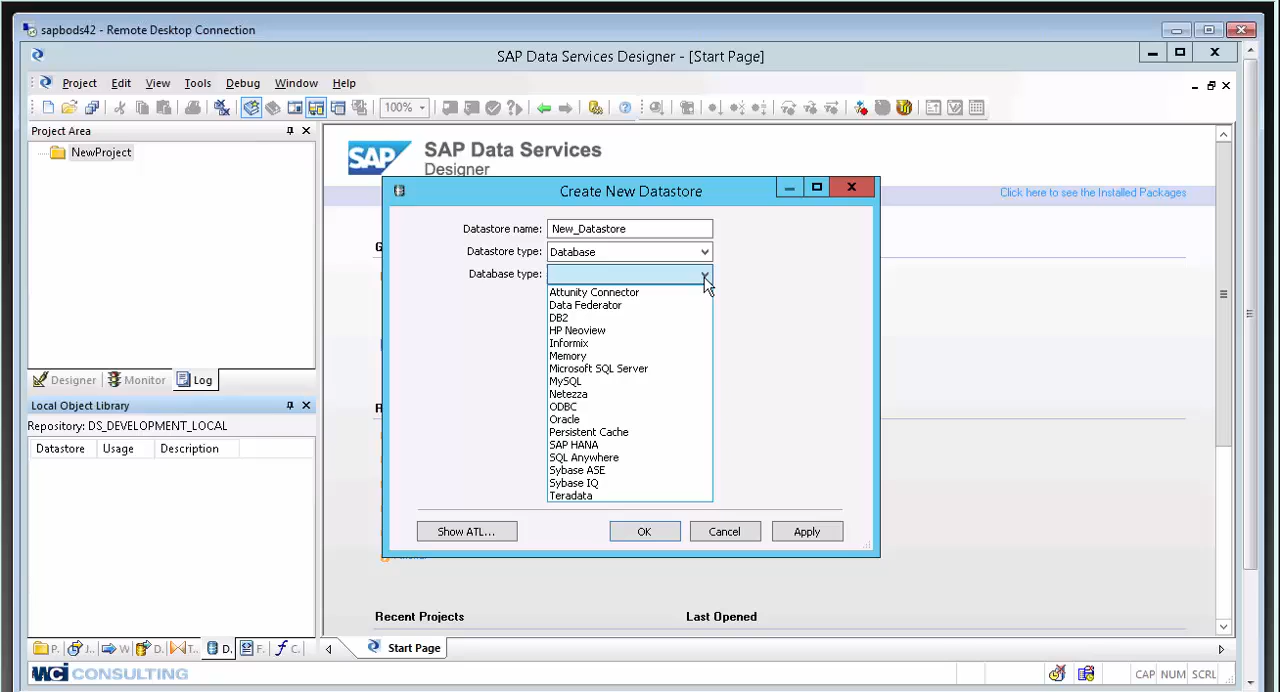 sapbods42 - Remote Desktop Connection
SAP Data Services Designer - [Start Page]
Project Edit View Tools Debug Window Help
100%
Project Area
NewProject
SAP
SAP Data Services
Designer
Click here to see the Installed Packages
G
Create New Datastore
Datastore name: New_Datastore
Datastore type: Database
Database type:
Attunity Connector
Data Federator
DB2
HP Neoview
Informix
Memory
Microsoft SQL Server
MySQL
Netezza
ODBC
Oracle
Persistent Cache
SAP HANA
SQL Anywhere
Sybase ASE
Sybase IQ
Teradata
Show ATL... OK Cancel Apply
Designer Monitor Log
Local Object Library
R
Repository: DS_DEVELOPMENT_LOCAL
Datastore Usage Description
Recent Projects Last Opened
P. J.. W D. T.. D. F. C.
Start Page
WCI CONSULTING
CAP NUM SCRL